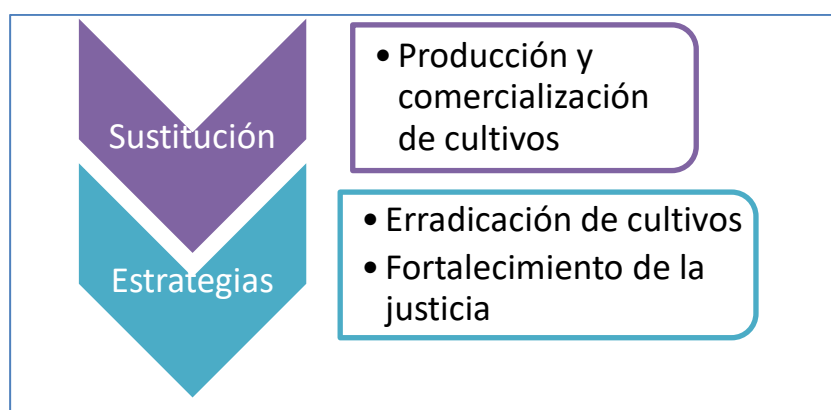 Sustitución
• Producción y
comercialización
de cultivos
Estrategias
• Erradicación de cultivos
• Fortalecimiento de la
justicia